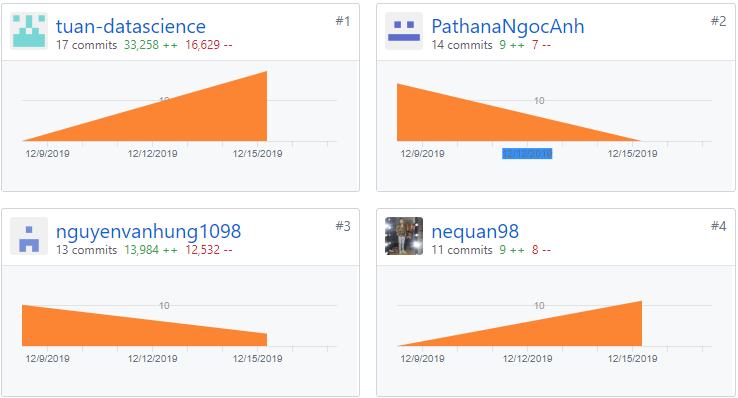 tuan-datascience #1
17 commits 33,258 ++ 16,629 --
10
12/9/2019 12/12/2019 12/15/2019
PathanaNgocAnh #2
14 commits 9 ++ 7 --
10
12/9/2019 12/12/2019 12/15/2019
nguyenvanhung1098 #3
13 commits 13,984 ++ 12,532 --
10
12/9/2019 12/12/2019 12/15/2019
nequan98 #4
11 commits 9 ++ 8 --
10
12/9/2019 12/12/2019 12/15/2019